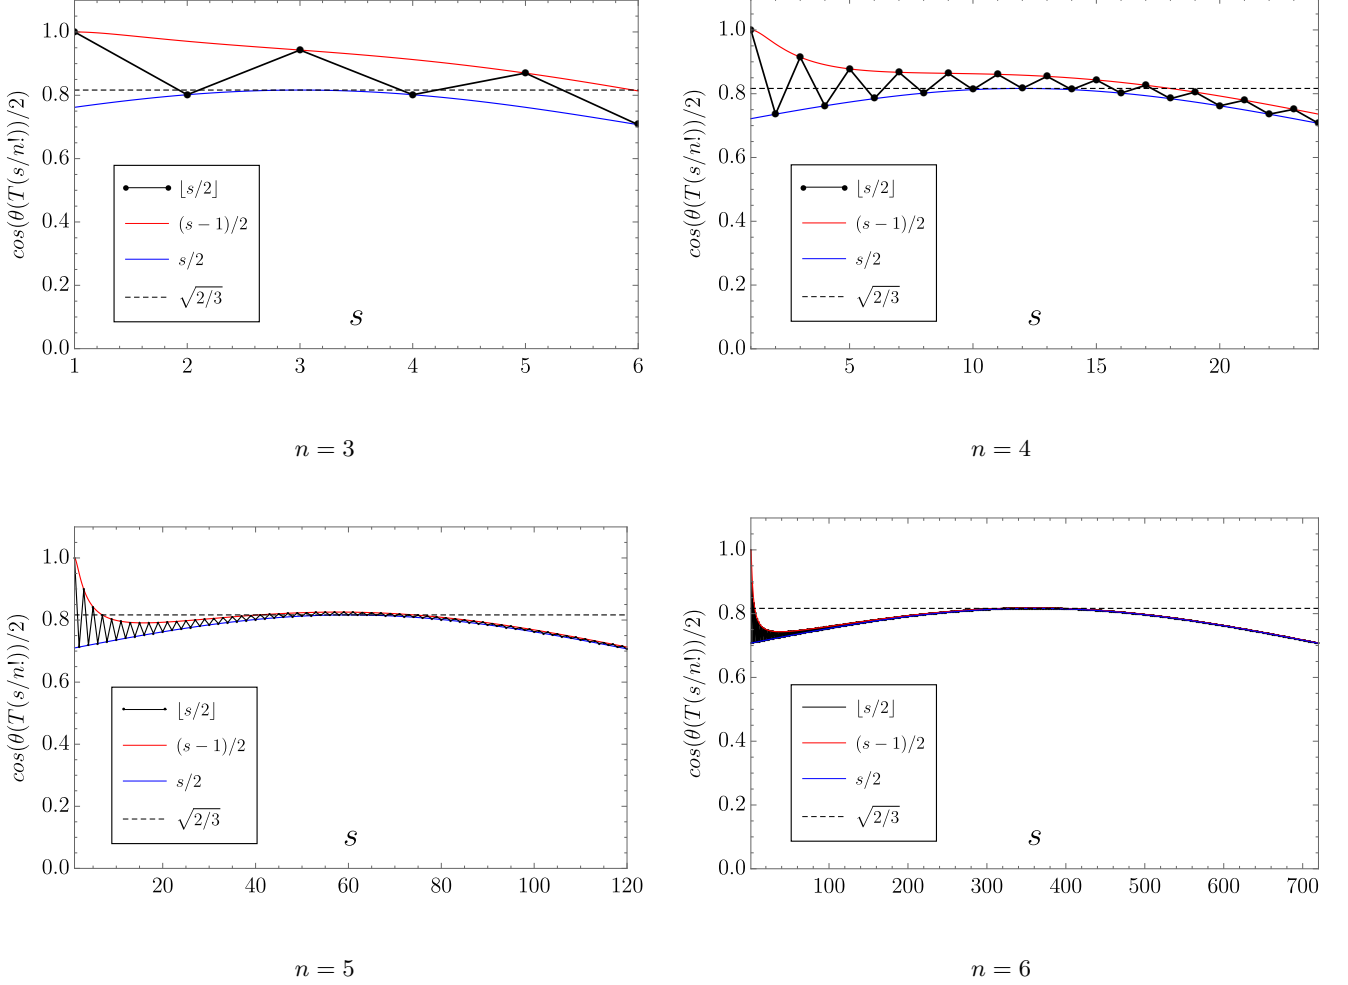 cos(θ(T(s/n!))/2)
1.0
0.8
0.6
0.4
0.2
0.0
⌊s/2⌋
(s − 1)/2
s/2
√2/3
s
1 2 3 4 5 6
n = 3
cos(θ(T(s/n!))/2)
1.0
0.8
0.6
0.4
0.2
0.0
⌊s/2⌋
(s − 1)/2
s/2
√2/3
s
5 10 15 20
n = 4
cos(θ(T(s/n!))/2)
1.0
0.8
0.6
0.4
0.2
0.0
⌊s/2⌋
(s − 1)/2
s/2
√2/3
s
20 40 60 80 100 120
n = 5
cos(θ(T(s/n!))/2)
1.0
0.8
0.6
0.4
0.2
0.0
⌊s/2⌋
(s − 1)/2
s/2
√2/3
s
100 200 300 400 500 600 700
n = 6